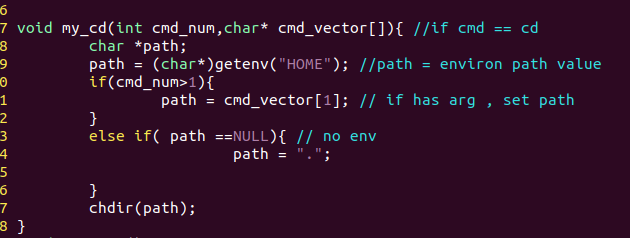 6
7 void my_cd(int cmd_num,char* cmd_vector[]){ //if cmd == cd
8         char *path;
9         path = (char*)getenv("HOME"); //path = environ path value
0         if(cmd_num>1){
1                 path = cmd_vector[1]; // if has arg , set path
2         }
3         else if( path ==NULL){ // no env
4                         path = ".";
5
6         }
7         chdir(path);
8 }